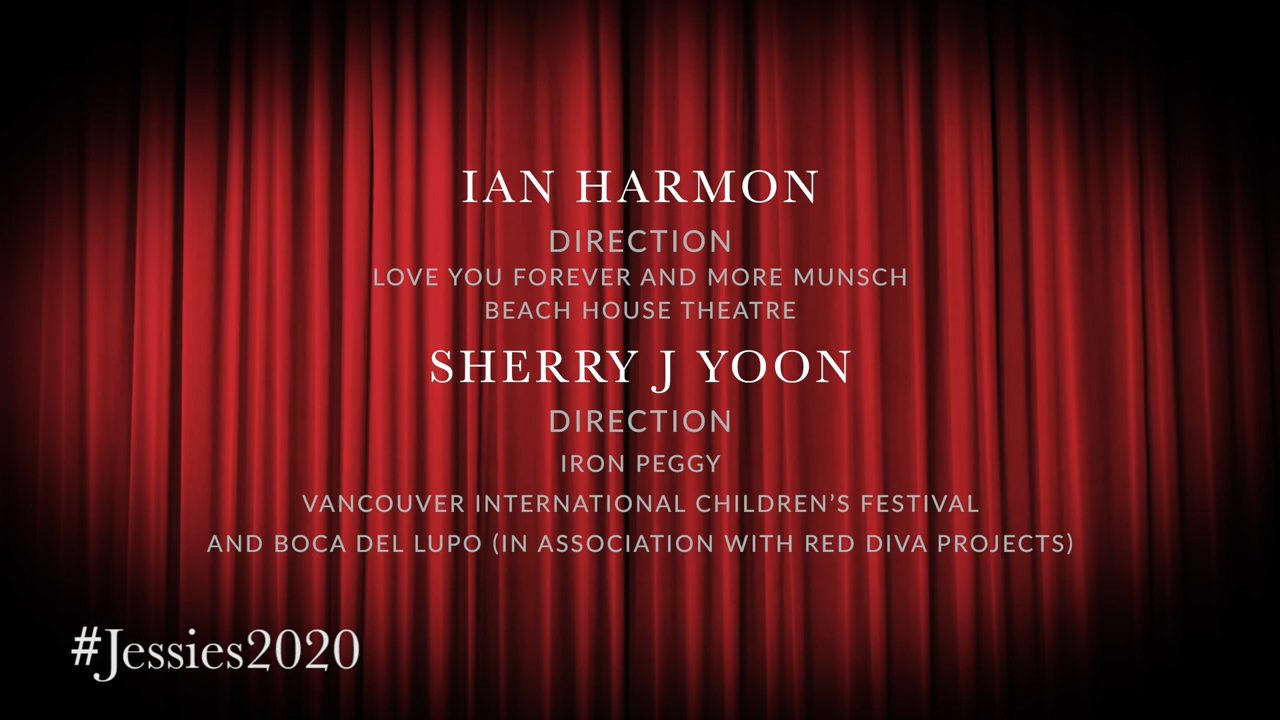 IAN HARMON
DIRECTION
LOVE YOU FOREVER AND MORE MUNSCH
BEACH HOUSE THEATRE
SHERRY J YOON
DIRECTION
IRON PEGGY
VANCOUVER INTERNATIONAL CHILDREN’S FESTIVAL
AND BOCA DEL LUPO (IN ASSOCIATION WITH RED DIVA PROJECTS)
#Jessies2020